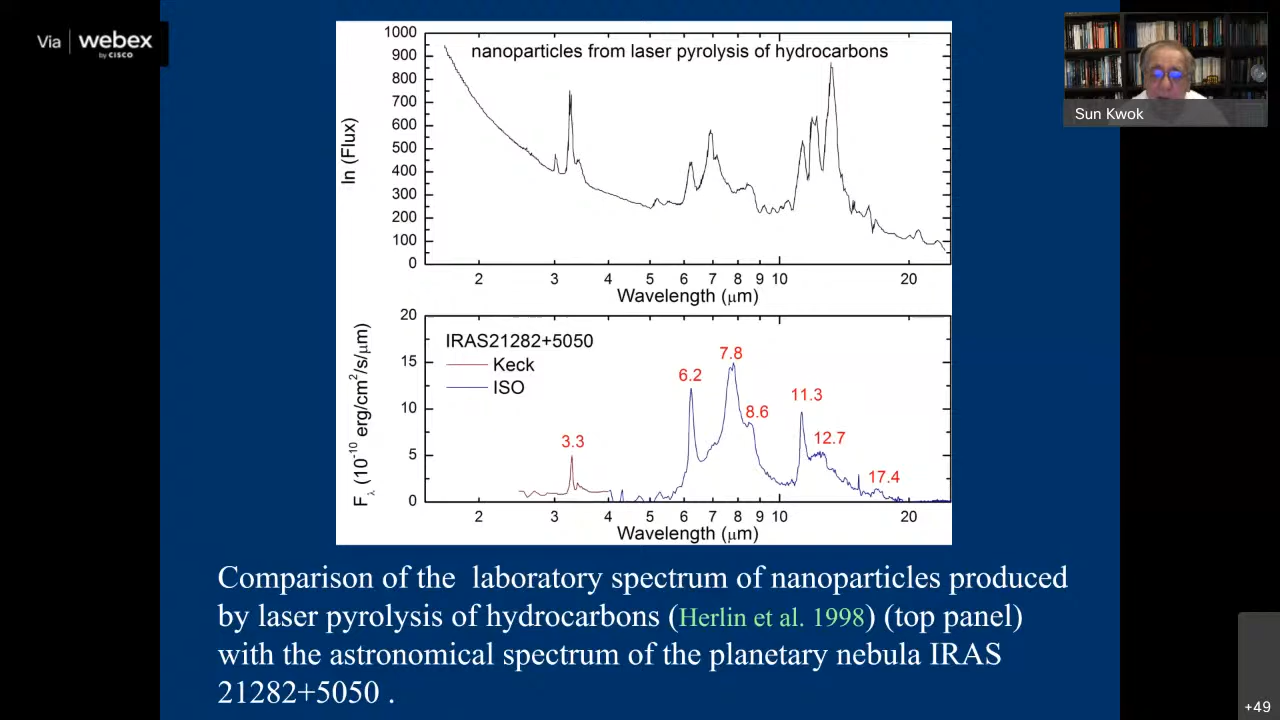 Via webex
by CISCO
Sun Kwok
nanoparticles from laser pyrolysis of hydrocarbons
ln (Flux)
1000
900
800
700
600
500
400
300
200
100
0
2 3 4 5 6 7 8 9 10 20
Wavelength (μm)
IRAS21282+5050
Keck
ISO
F_λ (10^-10 erg/cm^2/s/μm)
20
15
10
5
0
3.3
6.2
7.8
8.6
11.3
12.7
17.4
2 3 4 5 6 7 8 9 10 20
Wavelength (μm)
Comparison of the laboratory spectrum of nanoparticles produced
by laser pyrolysis of hydrocarbons (Herlin et al. 1998) (top panel)
with the astronomical spectrum of the planetary nebula IRAS
21282+5050 .
+49